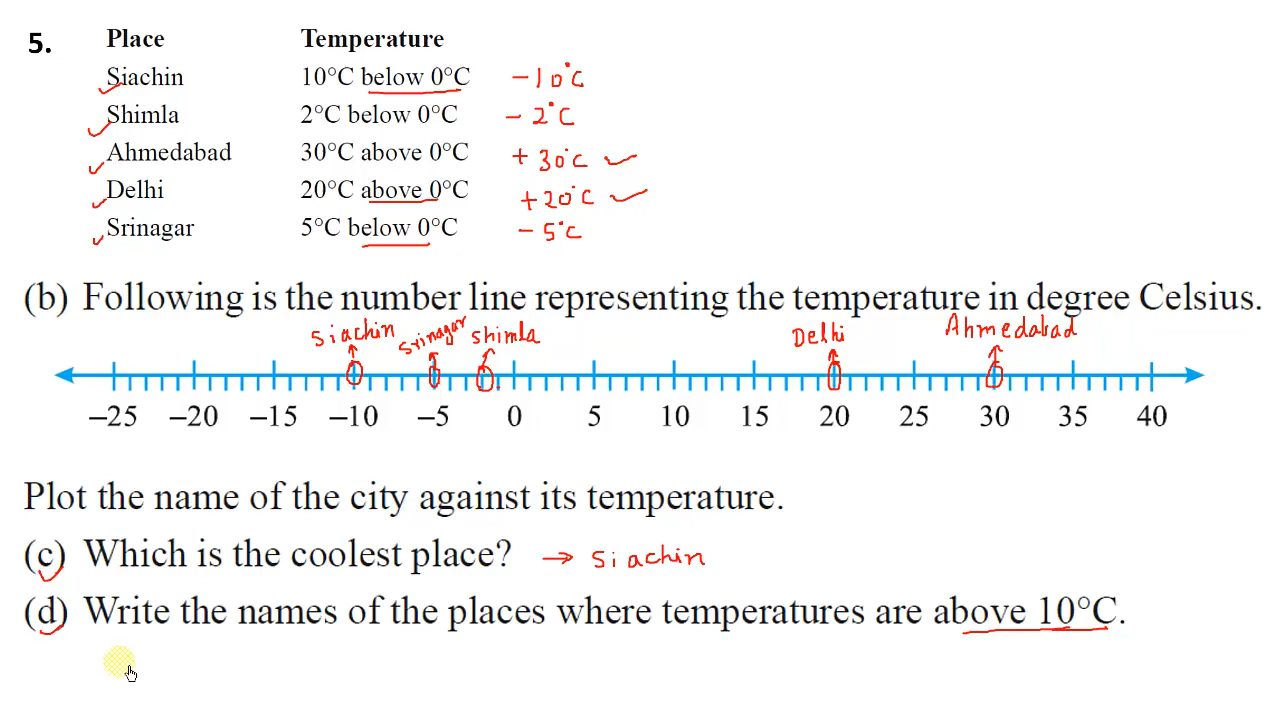 5. Place Temperature
Siachin 10°C below 0°C -10°C
Shimla 2°C below 0°C -2°C
Ahmedabad 30°C above 0°C +30°C
Delhi 20°C above 0°C +20°C
Srinagar 5°C below 0°C -5°C
(b) Following is the number line representing the temperature in degree Celsius.
Siachin Srinagar Shimla Delhi Ahmedabad
–25 –20 –15 –10 –5 0 5 10 15 20 25 30 35 40
Plot the name of the city against its temperature.
(c) Which is the coolest place? → Siachin
(d) Write the names of the places where temperatures are above 10°C.